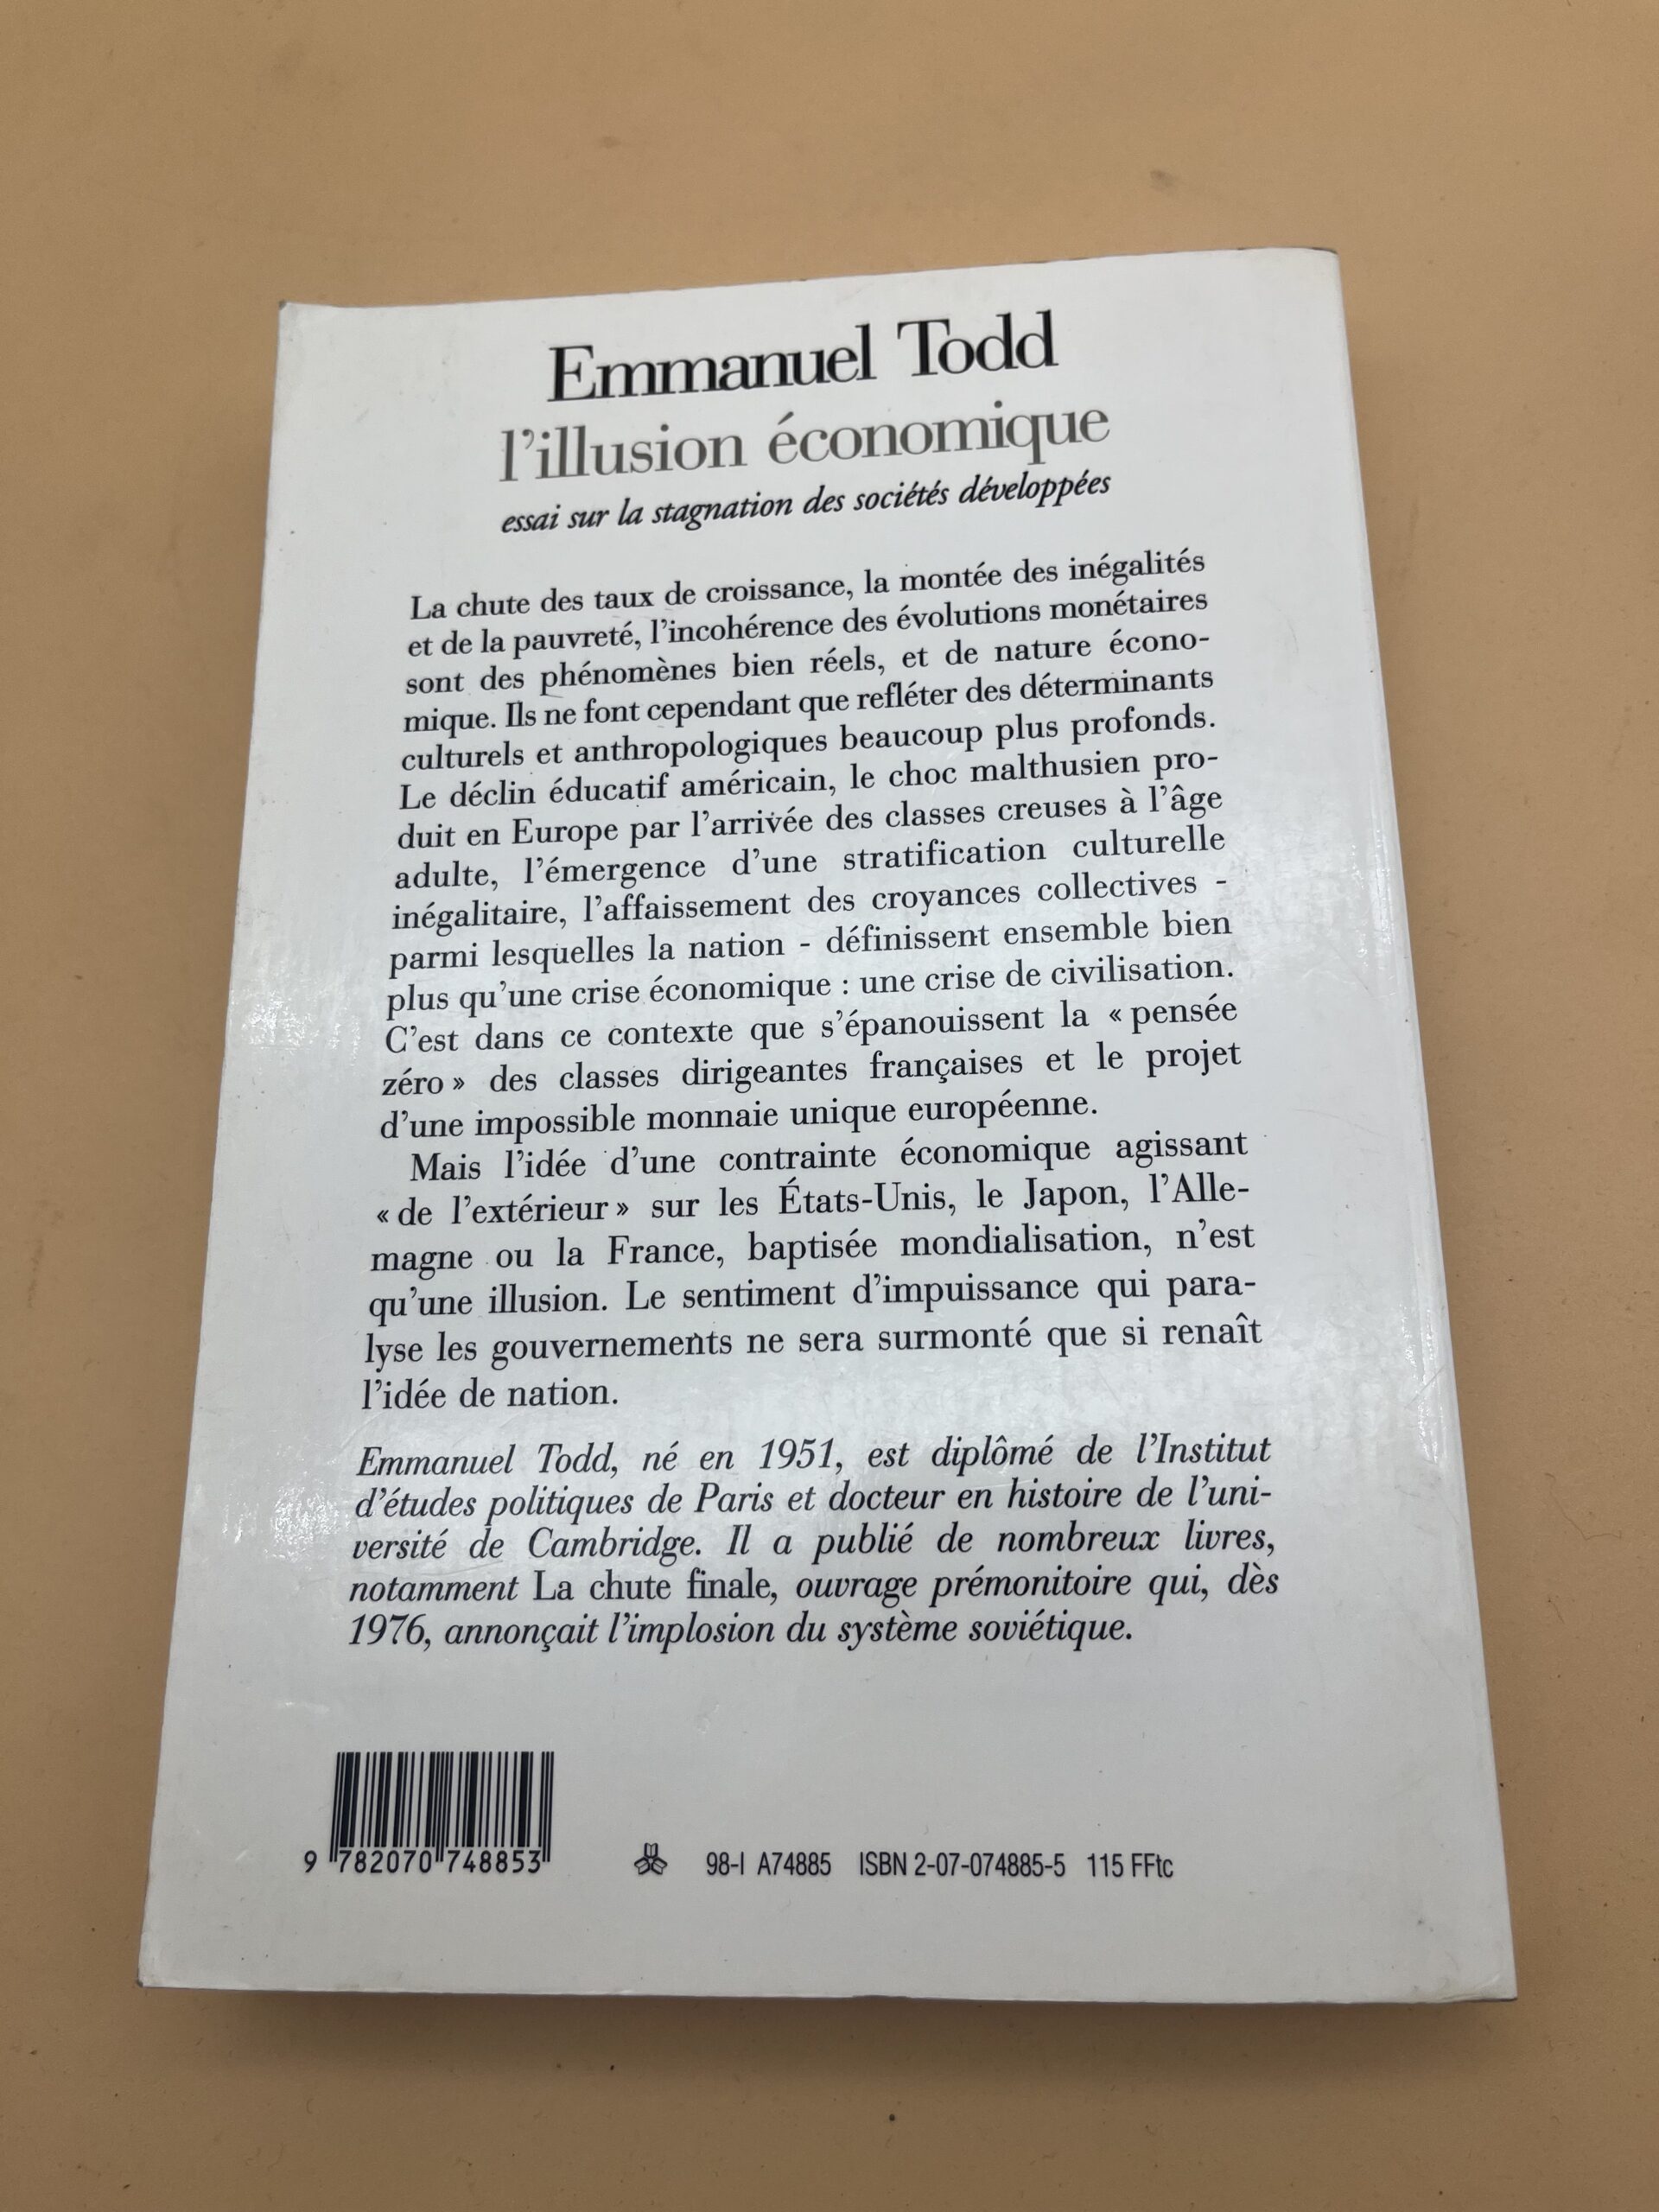 Emmanuel Todd
l'illusion économique
essai sur la stagnation des sociétés développées
La chute des taux de croissance, la montée des inégalités
et de la pauvreté, l'incohérence des évolutions monétaires
sont des phénomènes bien réels, et de nature écono-
mique. Ils ne font cependant que refléter des déterminants
culturels et anthropologiques beaucoup plus profonds.
Le déclin éducatif américain, le choc malthusien pro-
duit en Europe par l'arrivée des classes creuses à l'âge
adulte, l'émergence d'une stratification culturelle
inégalitaire, l'affaissement des croyances collectives -
parmi lesquelles la nation - définissent ensemble bien
plus qu'une crise économique : une crise de civilisation.
C'est dans ce contexte que s'épanouissent la « pensée
zéro » des classes dirigeantes françaises et le projet
d'une impossible monnaie unique européenne.
Mais l'idée d'une contrainte économique agissant
« de l'extérieur » sur les États-Unis, le Japon, l'Alle-
magne ou la France, baptisée mondialisation, n'est
qu'une illusion. Le sentiment d'impuissance qui para-
lyse les gouvernements ne sera surmonté que si renaît
l'idée de nation.
Emmanuel Todd, né en 1951, est diplômé de l'Institut
d'études politiques de Paris et docteur en histoire de l'uni-
versité de Cambridge. Il a publié de nombreux livres,
notamment La chute finale, ouvrage prémonitoire qui, dès
1976, annonçait l'implosion du système soviétique.
9 782070 748853
98-I A74885 ISBN 2-07-074885-5 115 FFtc